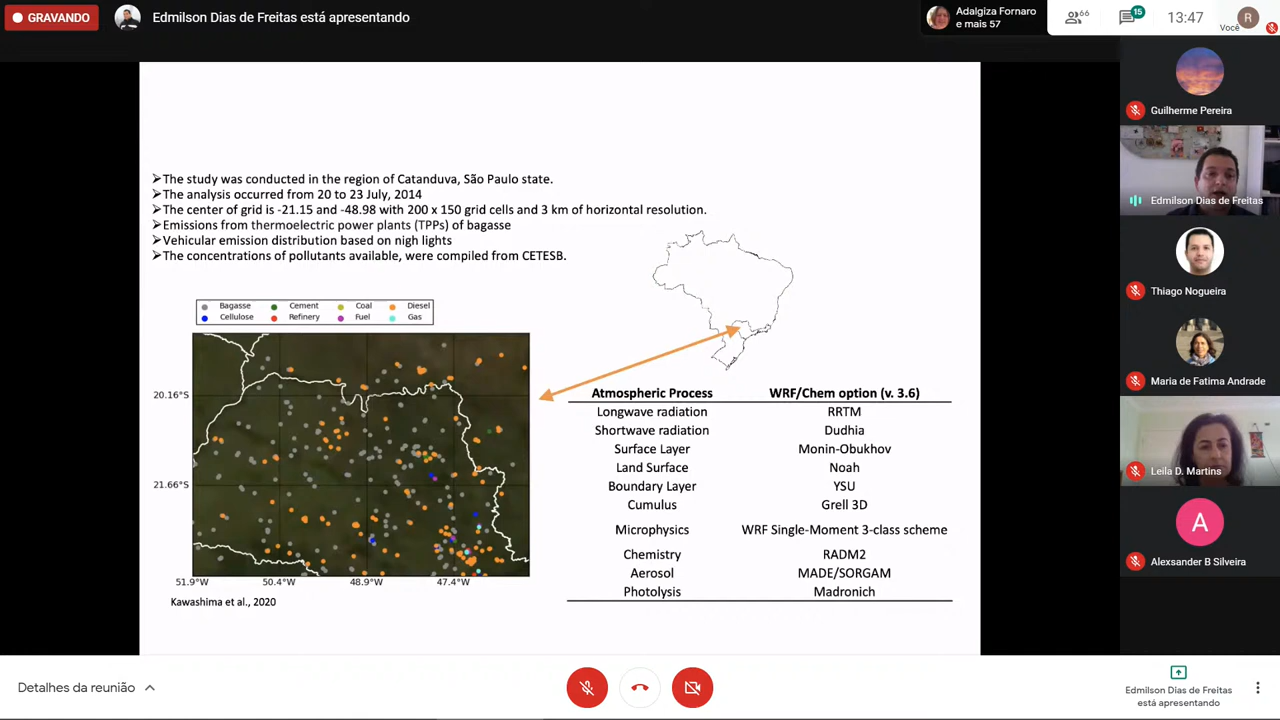 GRAVANDO
Edmilson Dias de Freitas está apresentando
Adalgiza Fornaro
e mais 57
66
15
13:47
Você
R
➢The study was conducted in the region of Catanduva, São Paulo state.
➢The analysis occurred from 20 to 23 July, 2014
➢The center of grid is -21.15 and -48.98 with 200 x 150 grid cells and 3 km of horizontal resolution.
➢Emissions from thermoelectric power plants (TPPs) of bagasse
➢Vehicular emission distribution based on nigh lights
➢The concentrations of pollutants available, were compiled from CETESB.
Bagasse Cement Coal Diesel
Cellulose Refinery Fuel Gas
20.16°S
21.66°S
51.9°W 50.4°W 48.9°W 47.4°W
Kawashima et al., 2020
Atmospheric Process WRF/Chem option (v. 3.6)
Longwave radiation RRTM
Shortwave radiation Dudhia
Surface Layer Monin-Obukhov
Land Surface Noah
Boundary Layer YSU
Cumulus Grell 3D
Microphysics WRF Single-Moment 3-class scheme
Chemistry RADM2
Aerosol MADE/SORGAM
Photolysis Madronich
Guilherme Pereira
Edmilson Dias de Freitas
Thiago Nogueira
Maria de Fatima Andrade
Leila D. Martins
A
Alexsander B Silveira
Detalhes da reunião
Edmilson Dias de Freitas
está apresentando